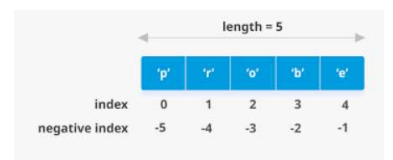 length = 5
'p' 'r' 'o' 'b' 'e'
index 0 1 2 3 4
negative index -5 -4 -3 -2 -1